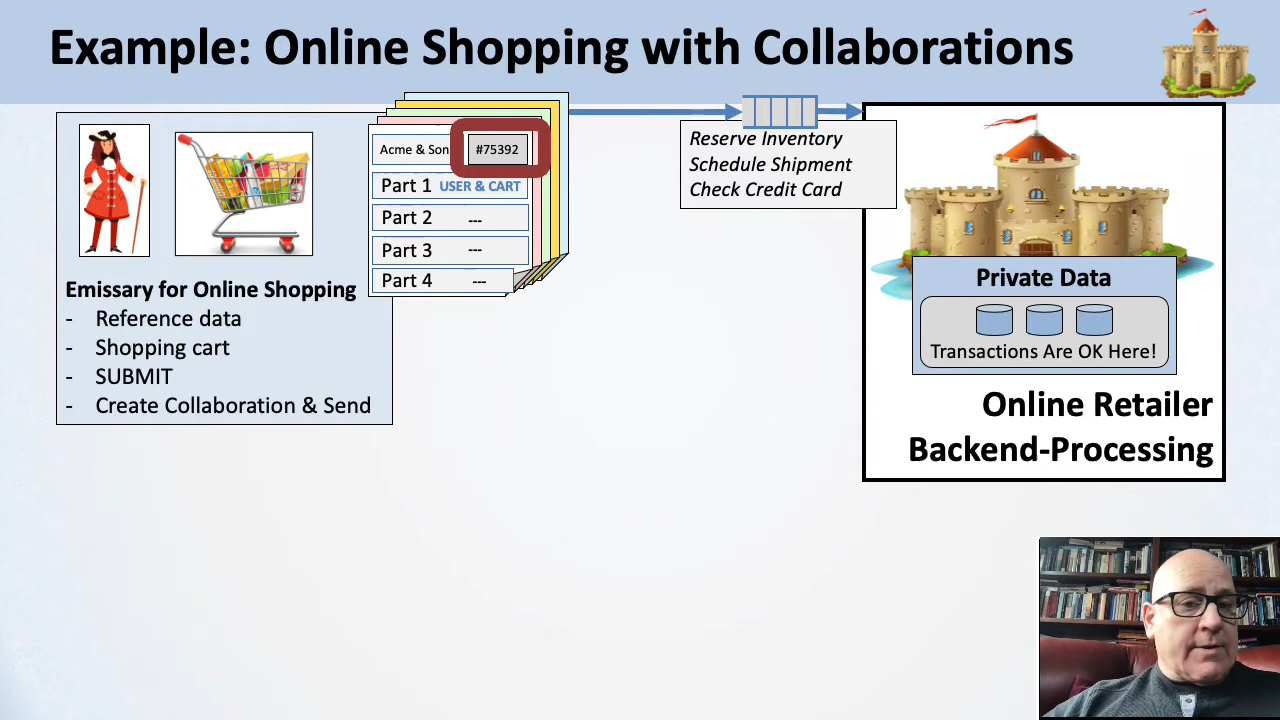 Example: Online Shopping with Collaborations
Acme & Son
#75392
Part 1 USER & CART
Part 2 ---
Part 3 ---
Part 4 ---
Emissary for Online Shopping
- Reference data
- Shopping cart
- SUBMIT
- Create Collaboration & Send
Reserve Inventory
Schedule Shipment
Check Credit Card
Private Data
Transactions Are OK Here!
Online Retailer
Backend-Processing